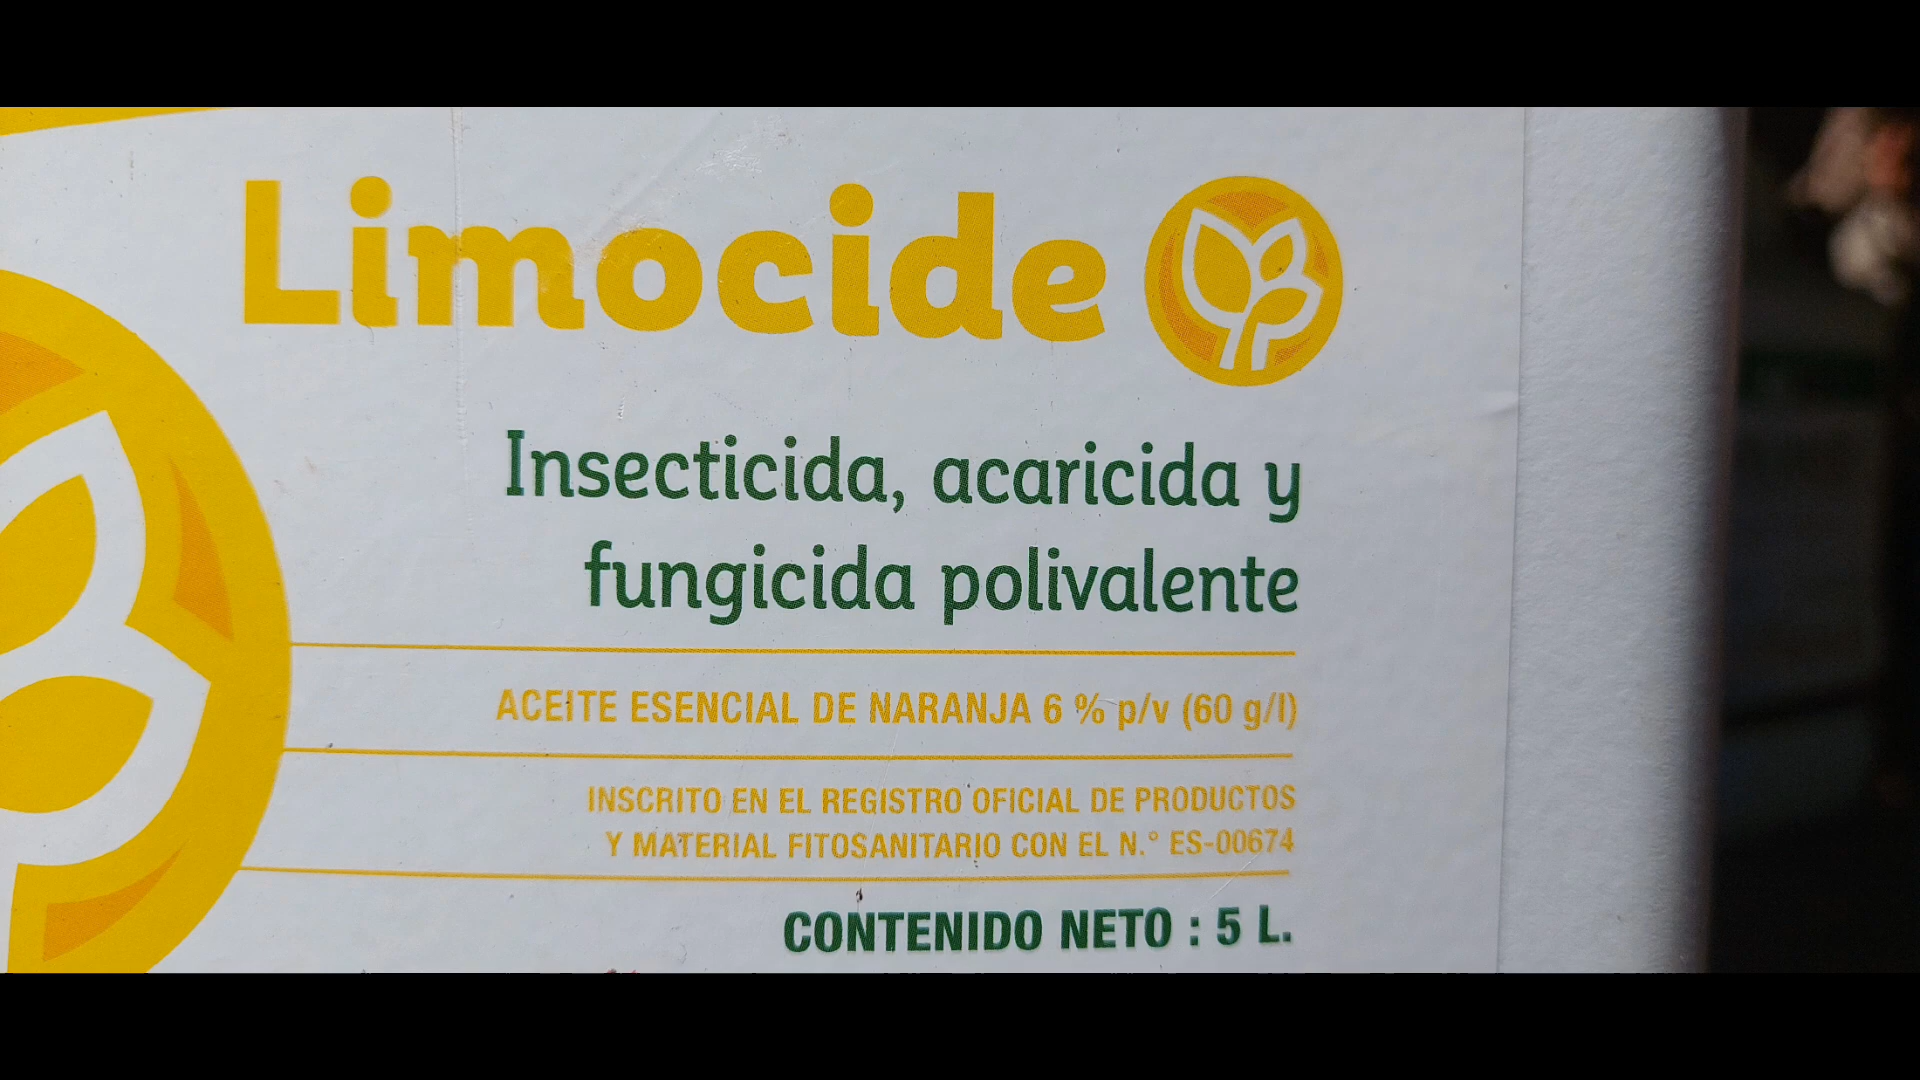 Limocide
Insecticida, acaricida y
fungicida polivalente
ACEITE ESENCIAL DE NARANJA 6 % p/v (60 g/l)
INSCRITO EN EL REGISTRO OFICIAL DE PRODUCTOS
Y MATERIAL FITOSANITARIO CON EL N.° ES-00674
CONTENIDO NETO : 5 L.